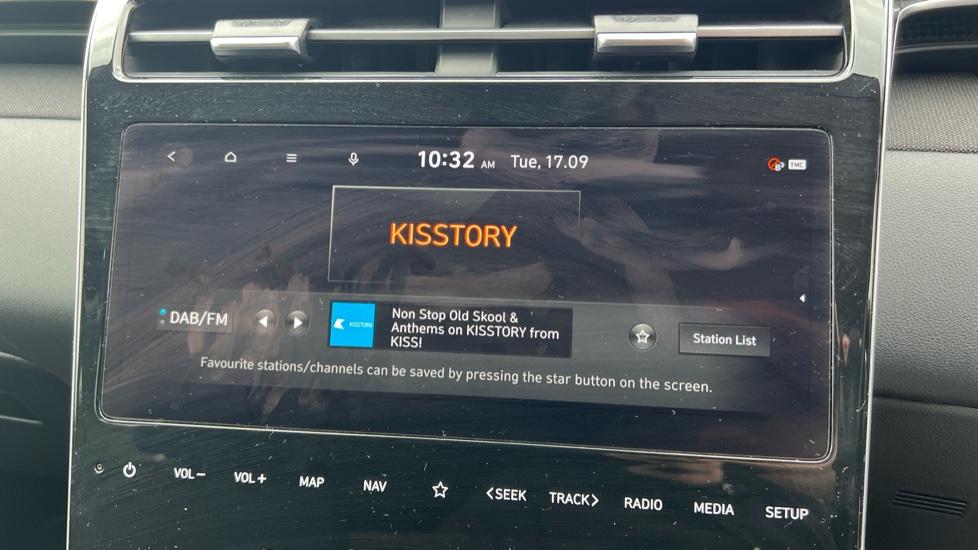 10:32 AM Tue, 17.09
TMC
KISSTORY
DAB/FM
KISSTORY
Non Stop Old Skool &
Anthems on KISSTORY from
KISS!
Station List
Favourite stations/channels can be saved by pressing the star button on the screen.
VOL− VOL+ MAP NAV <SEEK TRACK> RADIO MEDIA SETUP